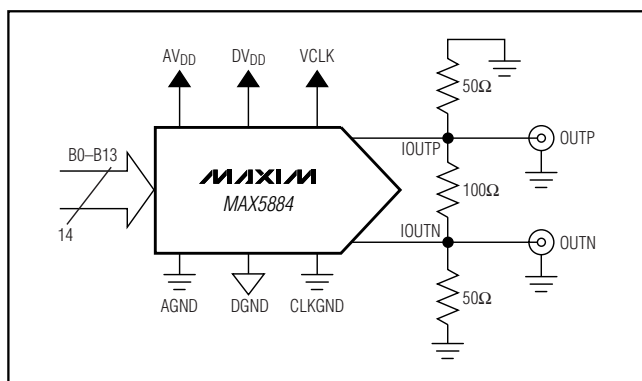 AVDD DVDD VCLK
50Ω
B0–B13
IOUTP
OUTP
MAXIM
MAX5884
100Ω
14
IOUTN
OUTN
50Ω
AGND DGND CLKGND